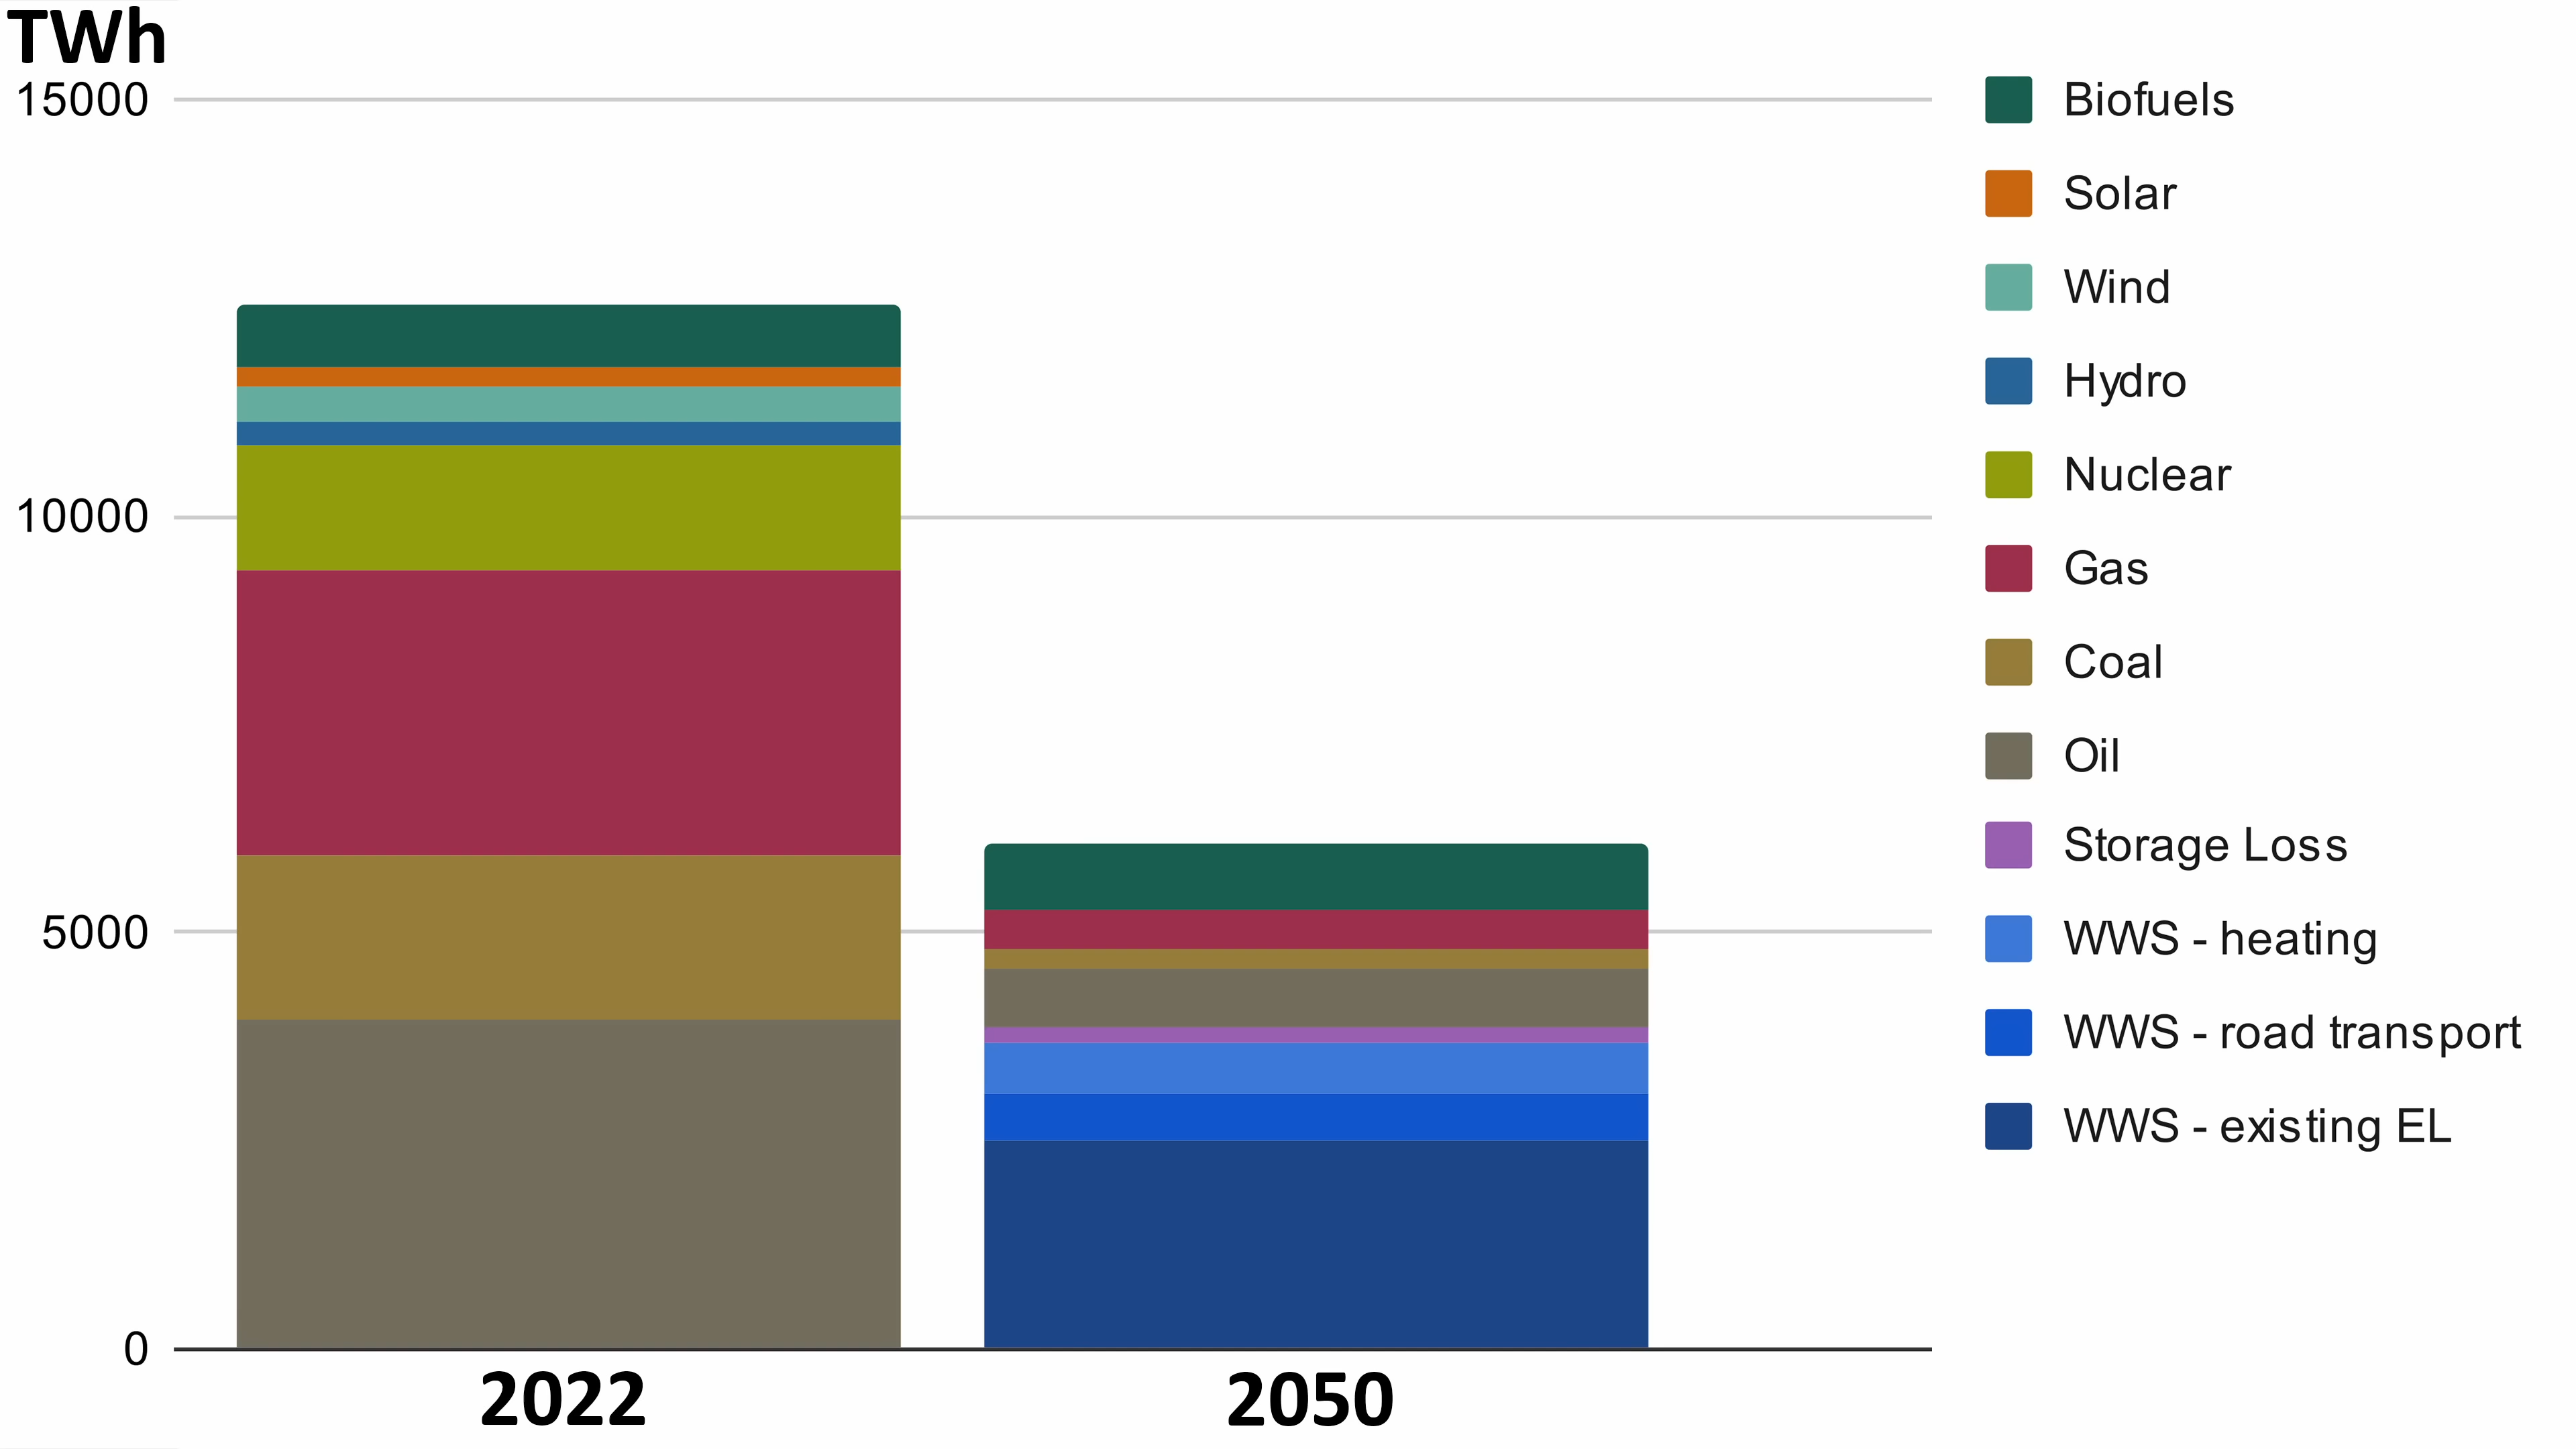 TWh
15000
10000
5000
0
2022
2050
Biofuels
Solar
Wind
Hydro
Nuclear
Gas
Coal
Oil
Storage Loss
WWS - heating
WWS - road transport
WWS - existing EL